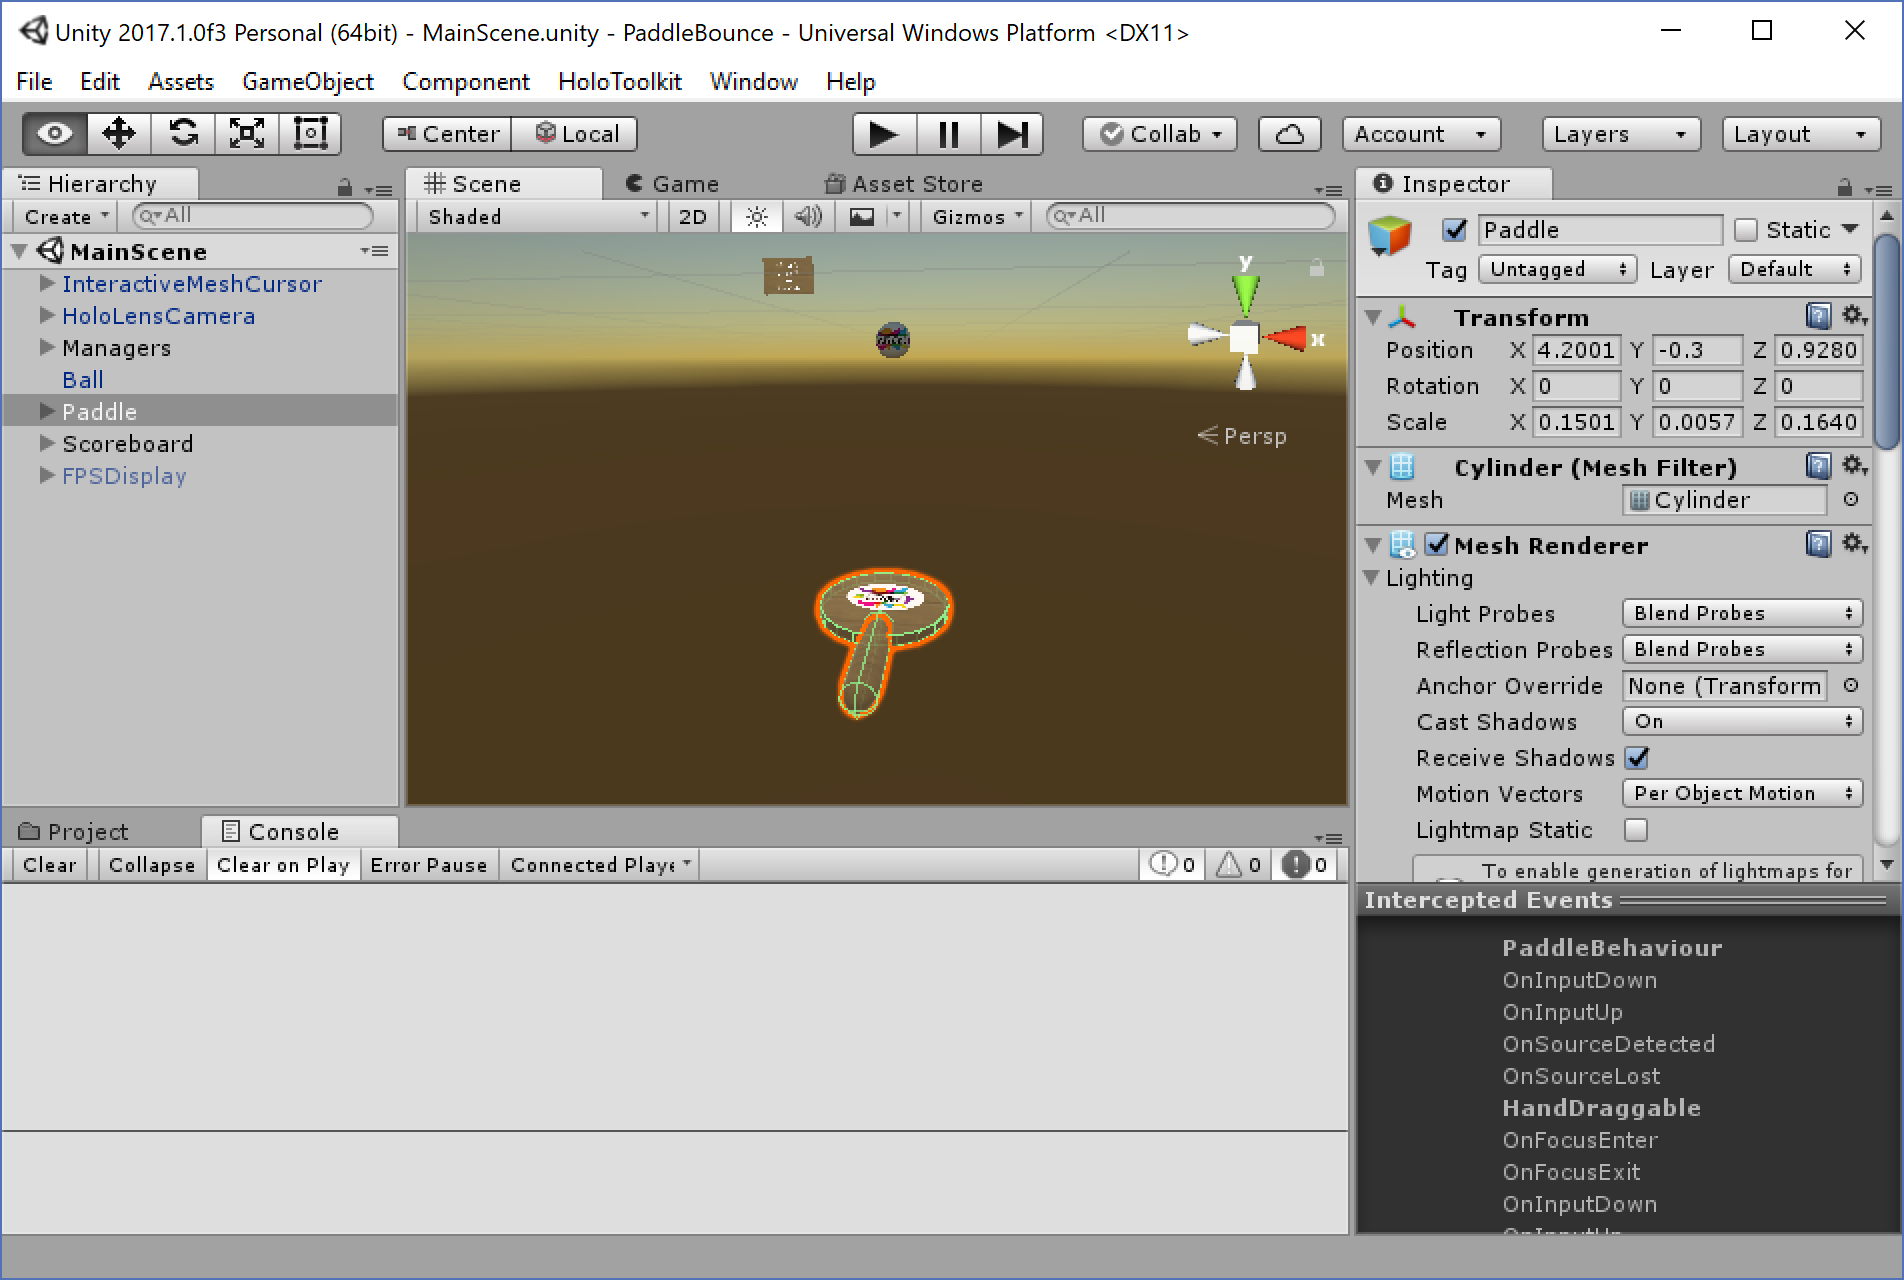 Unity 2017.1.0f3 Personal (64bit) - MainScene.unity - PaddleBounce - Universal Windows Platform <DX11>
File Edit Assets GameObject Component HoloToolkit Window Help
Center Local Collab Account Layers Layout
Hierarchy
Create All
MainScene
InteractiveMeshCursor
HoloLensCamera
Managers
Ball
Paddle
Scoreboard
FPSDisplay
Scene Game Asset Store
Shaded 2D Gizmos All
y
x
Persp
Inspector
Paddle Static
Tag Untagged Layer Default
Transform
Position X 4.2001 Y -0.3 Z 0.9280
Rotation X 0 Y 0 Z 0
Scale X 0.1501 Y 0.0057 Z 0.1640
Cylinder (Mesh Filter)
Mesh Cylinder
Mesh Renderer
Lighting
Light Probes Blend Probes
Reflection Probes Blend Probes
Anchor Override None (Transform
Cast Shadows On
Receive Shadows
Motion Vectors Per Object Motion
Lightmap Static
To enable generation of lightmaps for
Project Console
Clear Collapse Clear on Play Error Pause Connected Playe 0 0 0
Intercepted Events
PaddleBehaviour
OnInputDown
OnInputUp
OnSourceDetected
OnSourceLost
HandDraggable
OnFocusEnter
OnFocusExit
OnInputDown
OnInputUp